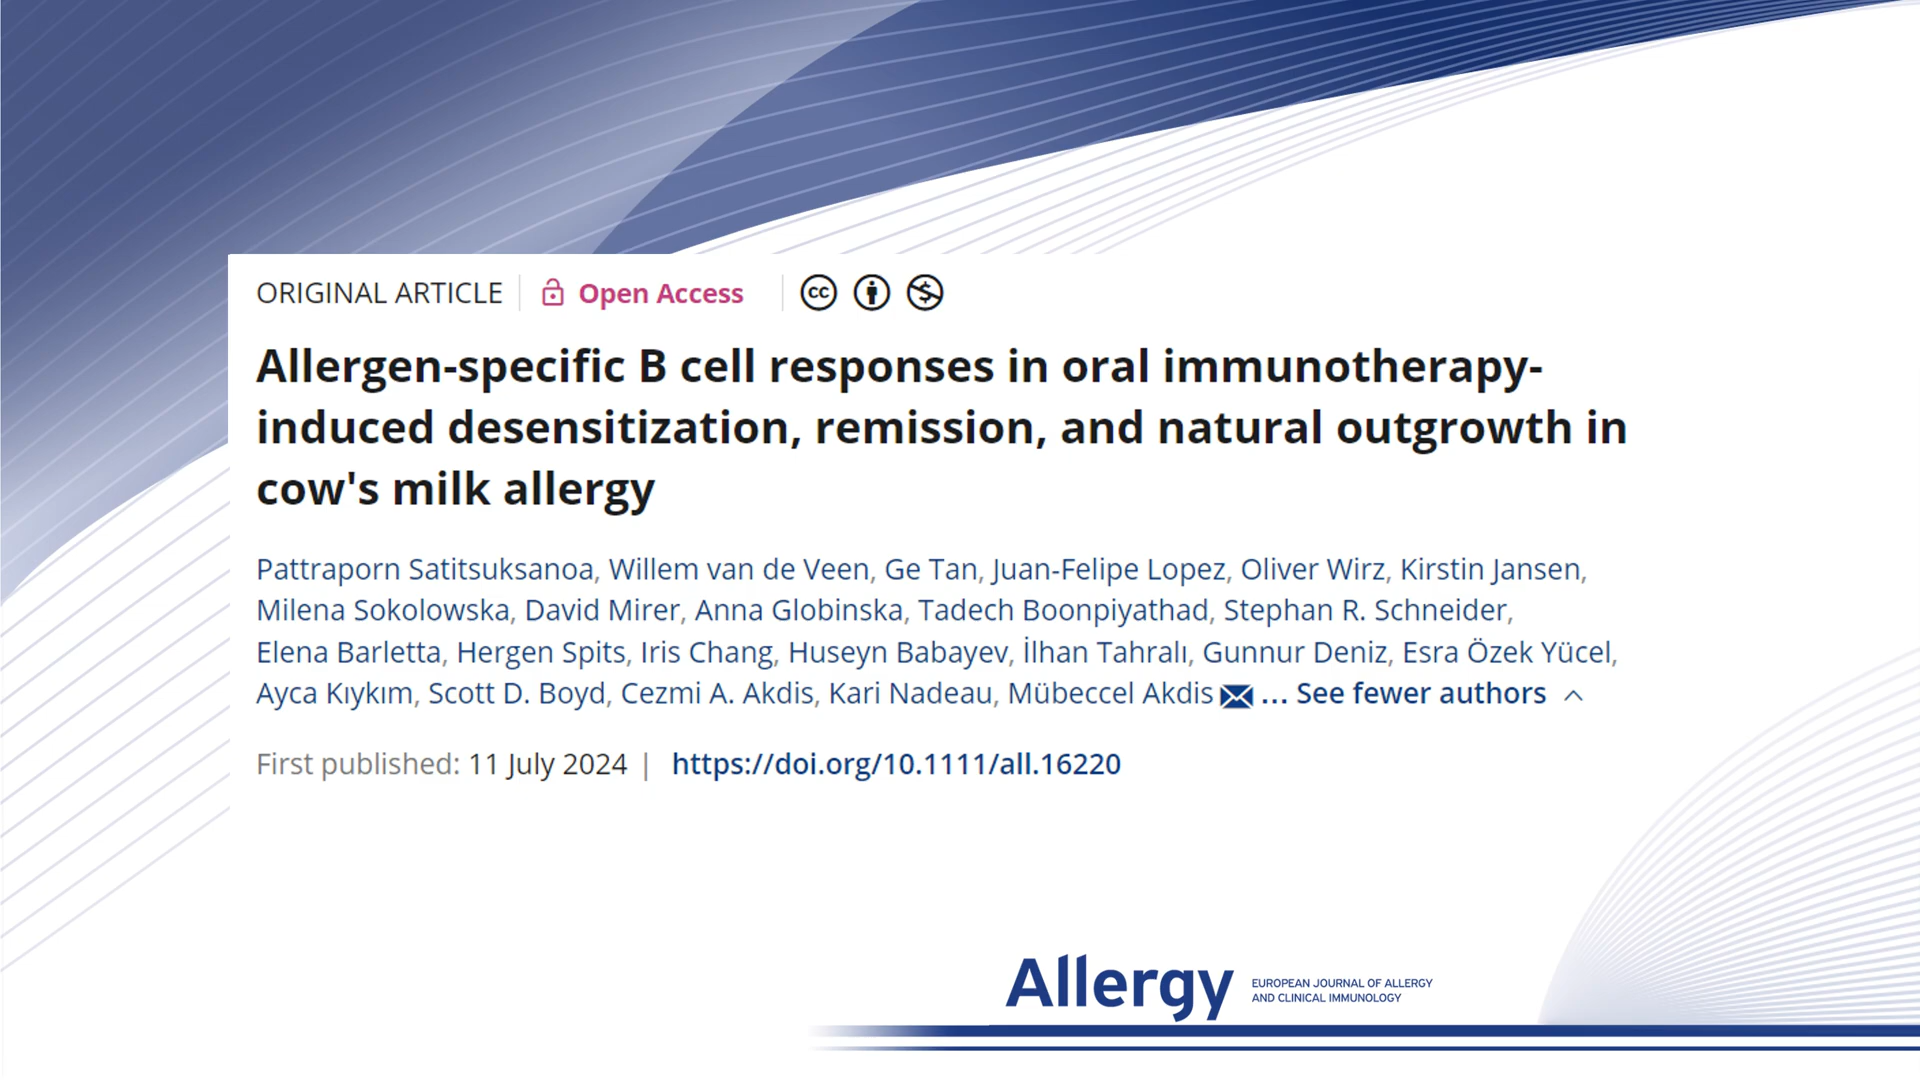 ORIGINAL ARTICLE Open Access cc
Allergen-specific B cell responses in oral immunotherapy-
induced desensitization, remission, and natural outgrowth in
cow's milk allergy
Pattraporn Satitsuksanoa, Willem van de Veen, Ge Tan, Juan-Felipe Lopez, Oliver Wirz, Kirstin Jansen,
Milena Sokolowska, David Mirer, Anna Globinska, Tadech Boonpiyathad, Stephan R. Schneider,
Elena Barletta, Hergen Spits, Iris Chang, Huseyn Babayev, İlhan Tahralı, Gunnur Deniz, Esra Özek Yücel,
Ayca Kıykım, Scott D. Boyd, Cezmi A. Akdis, Kari Nadeau, Mübeccel Akdis ... See fewer authors
First published: 11 July 2024 | https://doi.org/10.1111/all.16220
Allergy
EUROPEAN JOURNAL OF ALLERGY
AND CLINICAL IMMUNOLOGY